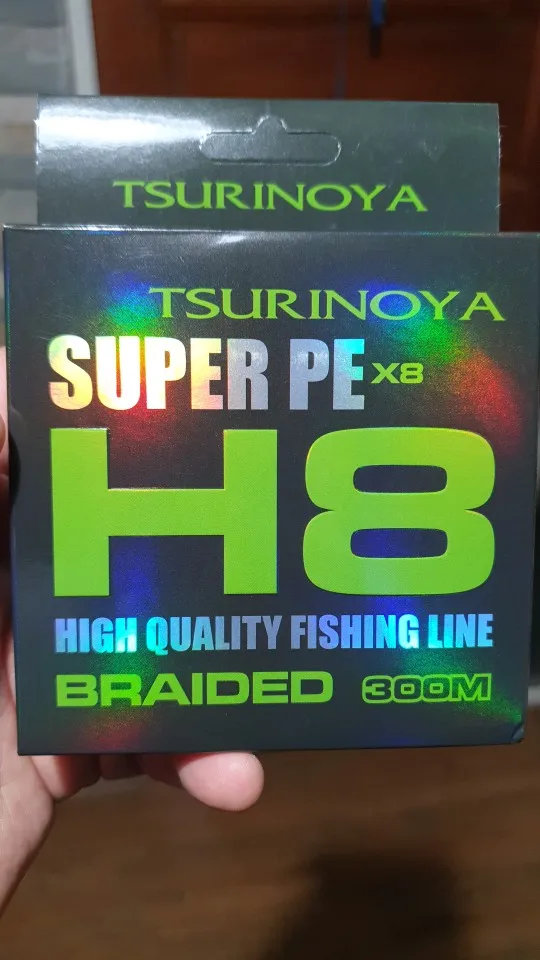 TSURINOYA
TSURINOYA
SUPER PE X8
H8
HIGH QUALITY FISHING LINE
BRAIDED 300M